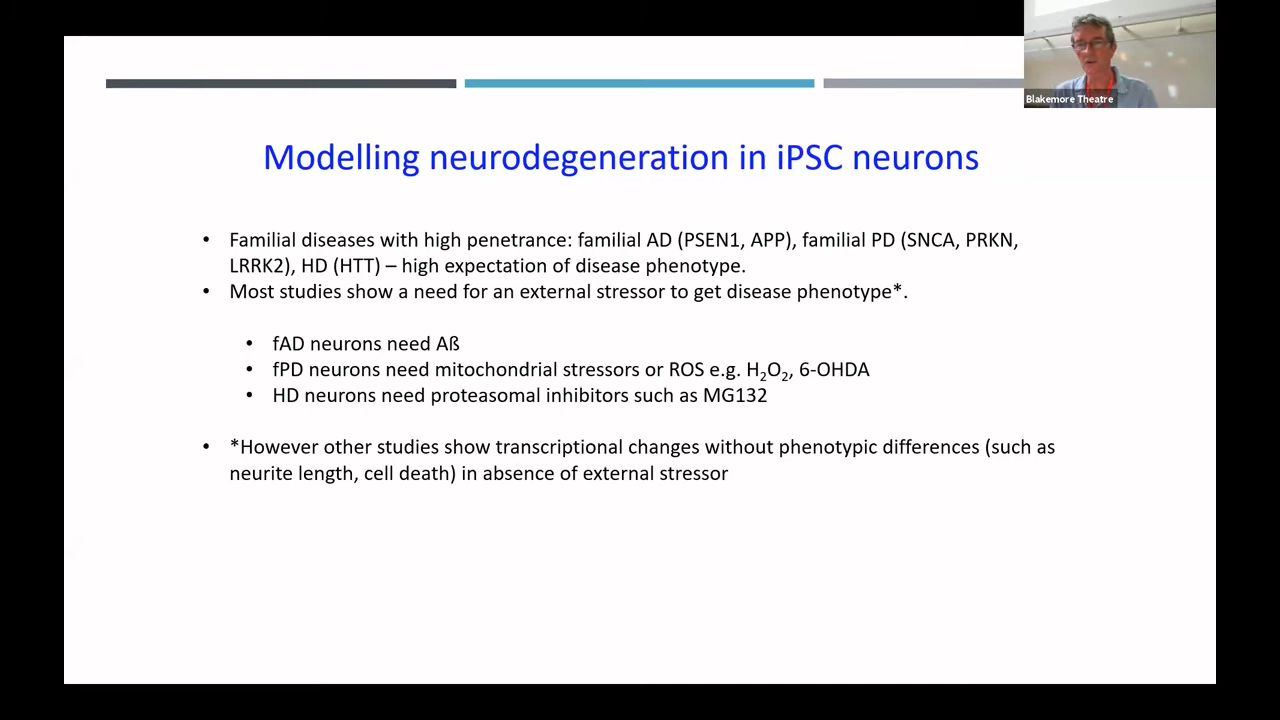 Blakemore Theatre
Modelling neurodegeneration in iPSC neurons
• Familial diseases with high penetrance: familial AD (PSEN1, APP), familial PD (SNCA, PRKN,
LRRK2), HD (HTT) – high expectation of disease phenotype.
• Most studies show a need for an external stressor to get disease phenotype*.
• fAD neurons need Aß
• fPD neurons need mitochondrial stressors or ROS e.g. H₂O₂, 6-OHDA
• HD neurons need proteasomal inhibitors such as MG132
• *However other studies show transcriptional changes without phenotypic differences (such as
neurite length, cell death) in absence of external stressor